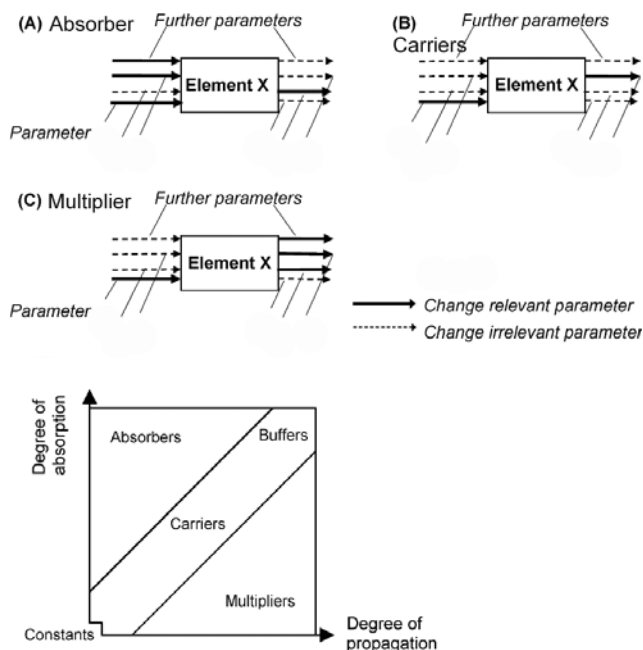 (A) Absorber
Further parameters
Element X
Parameter
(B) Carriers
Further parameters
Element X
(C) Multiplier
Further parameters
Element X
Parameter
Change relevant parameter
Change irrelevant parameter
Degree of
absorption
Absorbers
Buffers
Carriers
Multipliers
Constants
Degree of
propagation